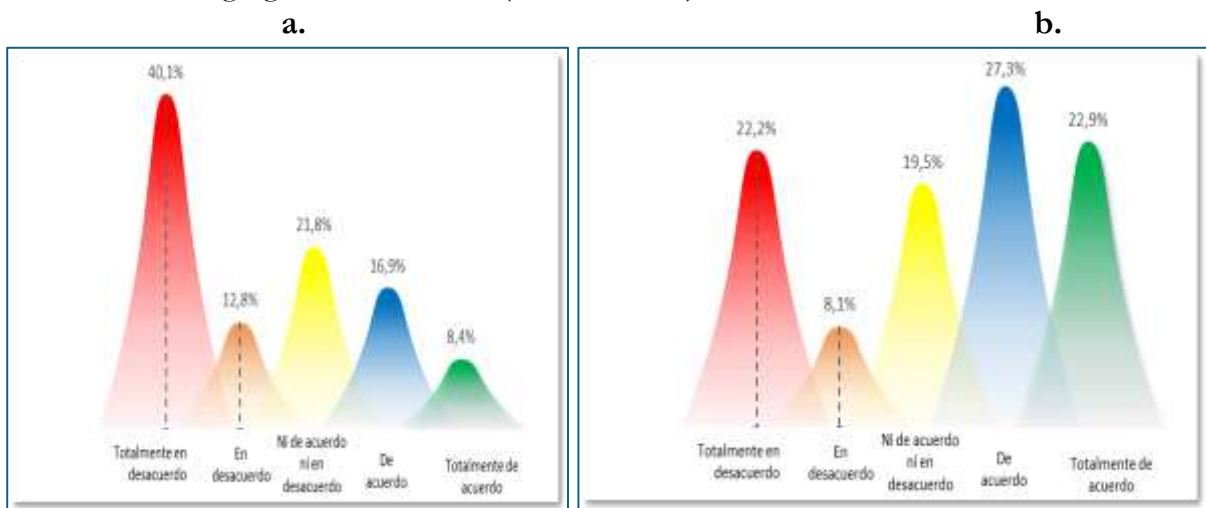 a.
b.
40,1%
12,8%
21,8%
16,9%
8,4%
Totalmente en
desacuerdo
En
desacuerdo
Ni de acuerdo
ni en
desacuerdo
De
acuerdo
Totalmente de
acuerdo
22,2%
8,1%
19,5%
27,3%
22,9%
Totalmente en
desacuerdo
En
desacuerdo
Ni de acuerdo
ni en
desacuerdo
De
acuerdo
Totalmente de
acuerdo